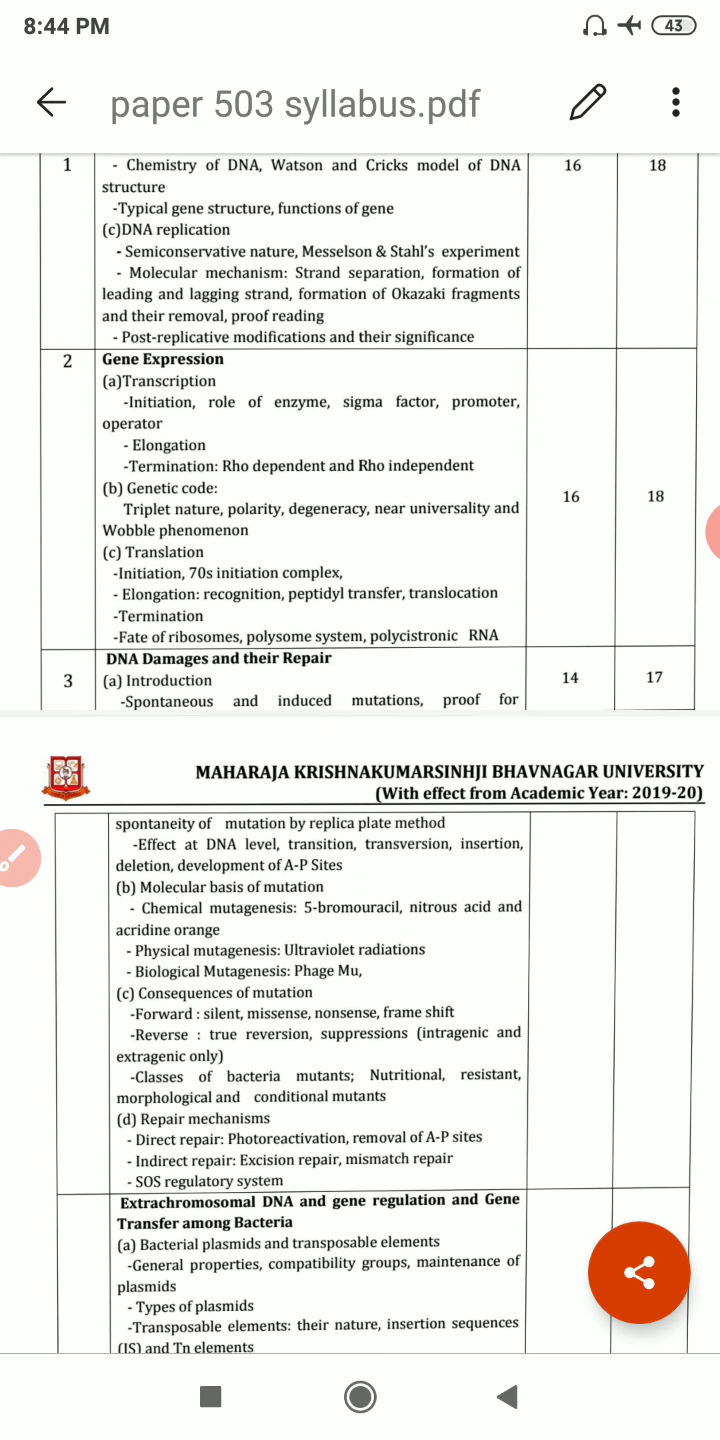 8:44 PM
43
paper 503 syllabus.pdf
1 - Chemistry of DNA, Watson and Cricks model of DNA 16 18
structure
-Typical gene structure, functions of gene
(c)DNA replication
- Semiconservative nature, Messelson & Stahl's experiment
- Molecular mechanism: Strand separation, formation of
leading and lagging strand, formation of Okazaki fragments
and their removal, proof reading
- Post-replicative modifications and their significance
2 Gene Expression
(a)Transcription
-Initiation, role of enzyme, sigma factor, promoter,
operator
- Elongation
-Termination: Rho dependent and Rho independent
(b) Genetic code:
16 18
Triplet nature, polarity, degeneracy, near universality and
Wobble phenomenon
(c) Translation
-Initiation, 70s initiation complex,
- Elongation: recognition, peptidyl transfer, translocation
-Termination
-Fate of ribosomes, polysome system, polycistronic RNA
DNA Damages and their Repair
3 (a) Introduction 14 17
-Spontaneous and induced mutations, proof for
MAHARAJA KRISHNAKUMARSINHJI BHAVNAGAR UNIVERSITY
(With effect from Academic Year: 2019-20)
spontaneity of mutation by replica plate method
-Effect at DNA level, transition, transversion, insertion,
deletion, development of A-P Sites
(b) Molecular basis of mutation
- Chemical mutagenesis: 5-bromouracil, nitrous acid and
acridine orange
- Physical mutagenesis: Ultraviolet radiations
- Biological Mutagenesis: Phage Mu,
(c) Consequences of mutation
-Forward : silent, missense, nonsense, frame shift
-Reverse : true reversion, suppressions (intragenic and
extragenic only)
-Classes of bacteria mutants; Nutritional, resistant,
morphological and conditional mutants
(d) Repair mechanisms
- Direct repair: Photoreactivation, removal of A-P sites
- Indirect repair: Excision repair, mismatch repair
- SOS regulatory system
Extrachromosomal DNA and gene regulation and Gene
Transfer among Bacteria
(a) Bacterial plasmids and transposable elements
-General properties, compatibility groups, maintenance of
plasmids
- Types of plasmids
-Transposable elements: their nature, insertion sequences
(IS) and Tn elements